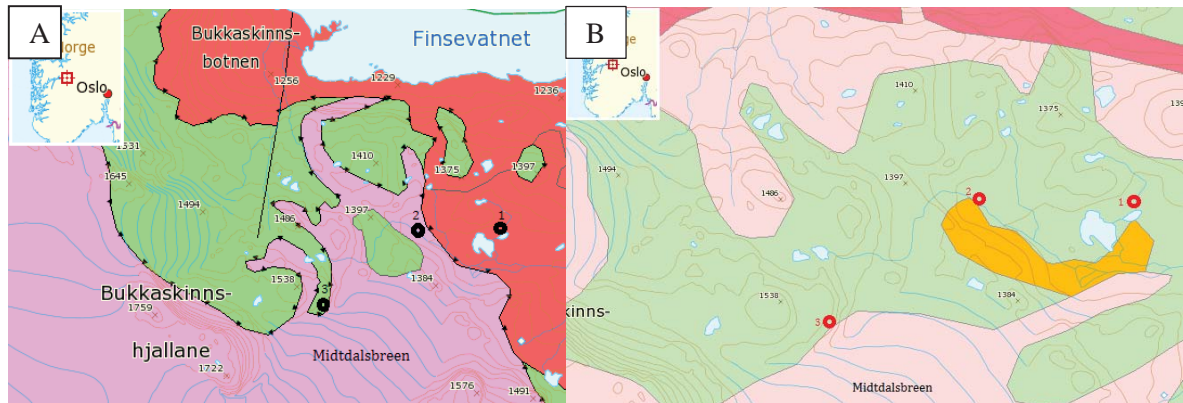 A
Norge
Oslo
Bukkaskinns-
botnen
Finsevatnet
1256
1229
1236
1531
1645
1494
1410
1375
1397
1486
1397
2
1
1384
1538
3
Bukkaskinns-
1759
hjallane
Midtdalsbreen
1722
1576
1491
B
Oslo
1410
1375
1494
1486
1397
2
1
1538
1384
3
kinns-
Midtdalsbreen